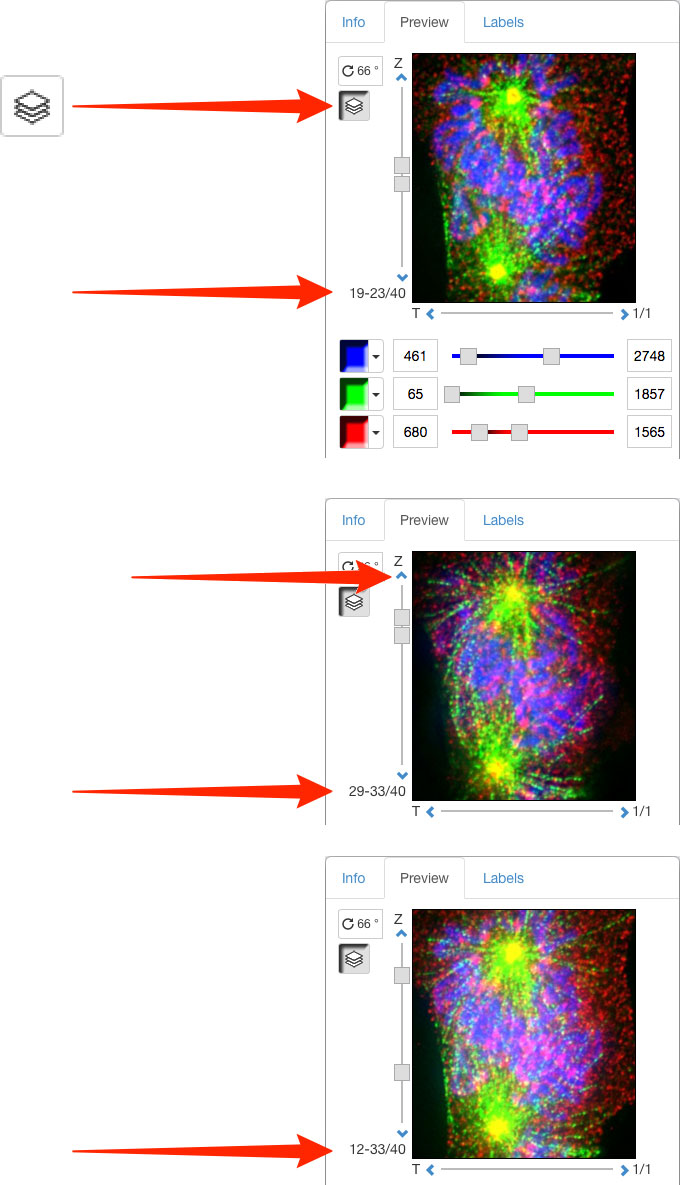 Info Preview Labels
66 ° Z
19-23/40
T 1/1
461 2748
65 1857
680 1565
Info Preview Labels
Z
29-33/40
T 1/1
Info Preview Labels
66 ° Z
12-33/40
T 1/1